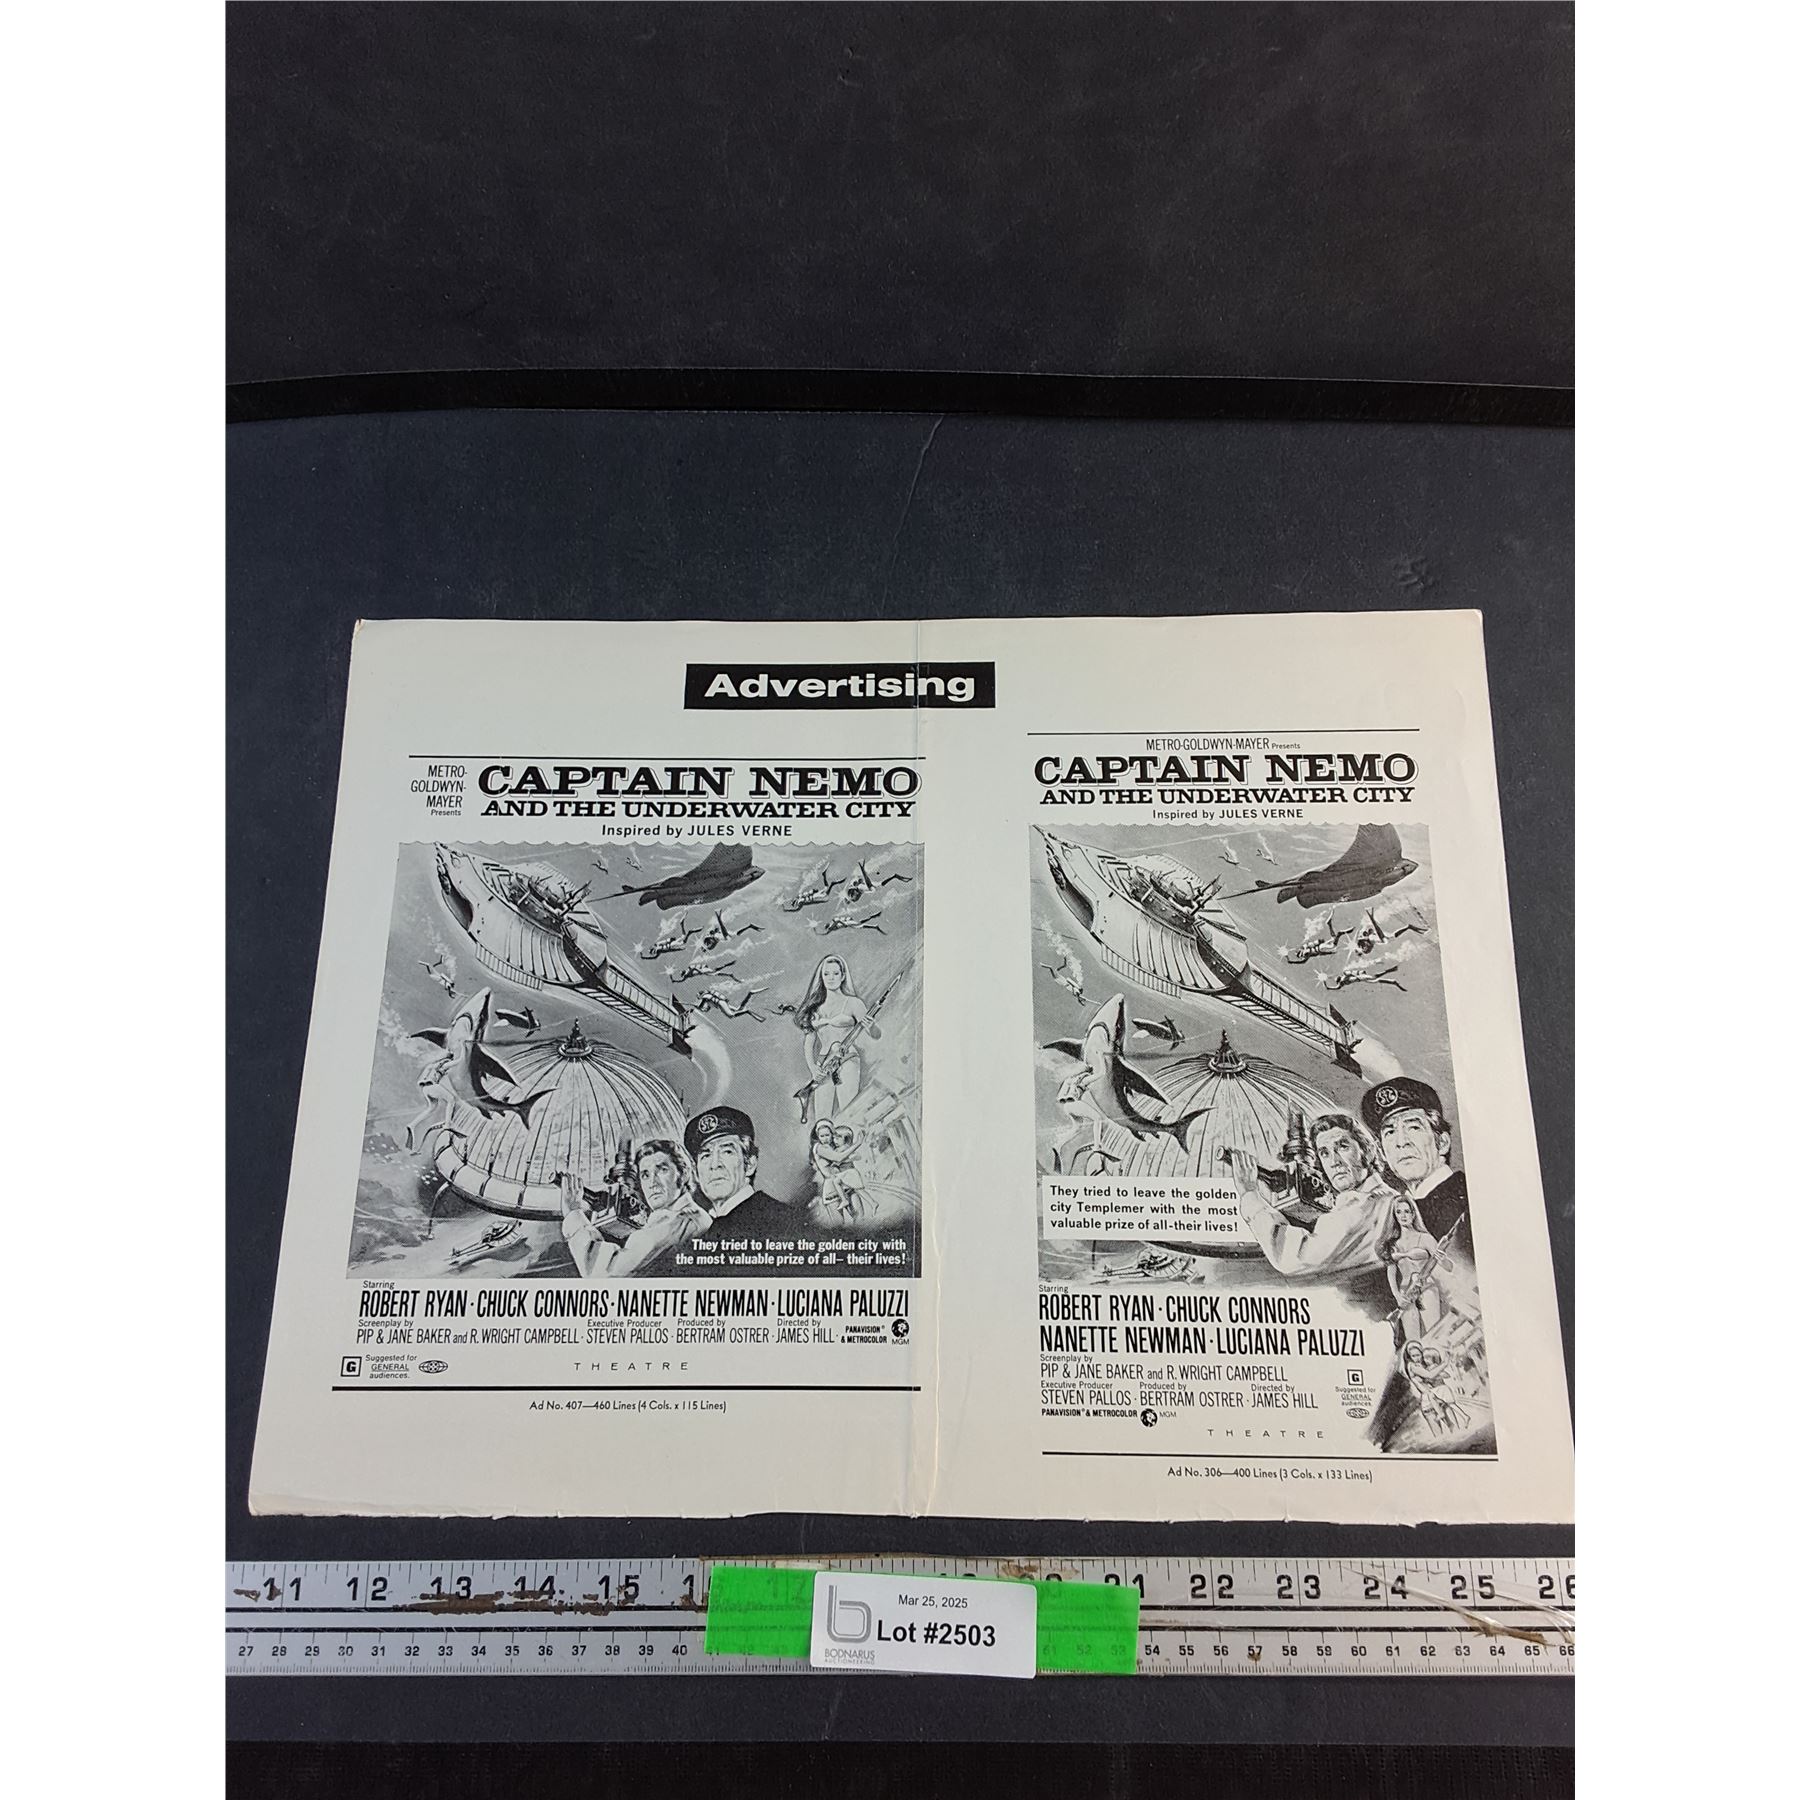 Advertising
METRO-
GOLDWYN-
MAYER
Presents
CAPTAIN NEMO
AND THE UNDERWATER CITY
Inspired by JULES VERNE
They tried to leave the golden city with
the most valuable prize of all—their lives!
Starring
ROBERT RYAN · CHUCK CONNORS · NANETTE NEWMAN · LUCIANA PALUZZI
Screenplay by Executive Producer Produced by Directed by
PIP & JANE BAKER and R. WRIGHT CAMPBELL · STEVEN PALLOS · BERTRAM OSTRER · JAMES HILL · PANAVISION® & METROCOLOR MGM
G Suggested for GENERAL audiences.
THEATRE
Ad No. 407—460 Lines (4 Cols. x 115 Lines)
METRO-GOLDWYN-MAYER Presents
CAPTAIN NEMO
AND THE UNDERWATER CITY
Inspired by JULES VERNE
They tried to leave the golden
city Templemer with the most
valuable prize of all-their lives!
Starring
ROBERT RYAN · CHUCK CONNORS
NANETTE NEWMAN · LUCIANA PALUZZI
Screenplay by
PIP & JANE BAKER and R. WRIGHT CAMPBELL
Executive Producer Produced by Directed by
STEVEN PALLOS · BERTRAM OSTRER · JAMES HILL
PANAVISION® & METROCOLOR MGM
G
Suggested for
GENERAL
audiences
THEATRE
Ad No. 306—400 Lines (3 Cols. x 133 Lines)
11 12 13 14 15 17 21 22 23 24 25 26
27 28 29 30 31 32 33 34 35 36 37 38 39 40 41 42 51 52 53 54 55 56 57 58 59 60 61 62 63 64 65 66
Mar 25, 2025
Lot #2503
BODNARUS
AUCTIONEERING